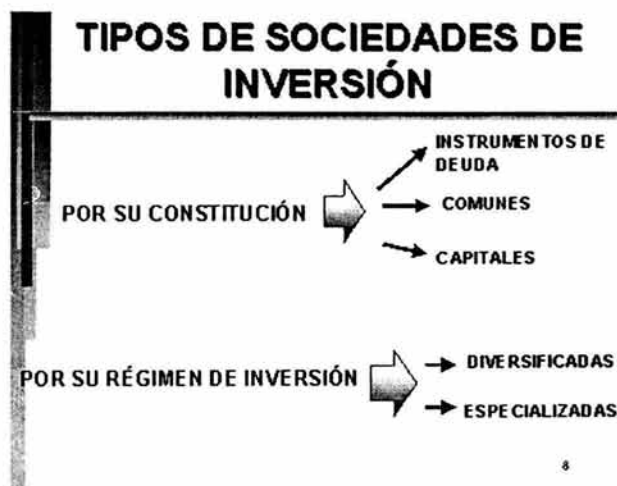 TIPOS DE SOCIEDADES DE
INVERSIÓN
INSTRUMENTOS DE
DEUDA
POR SU CONSTITUCIÓN
COMUNES
CAPITALES
POR SU RÉGIMEN DE INVERSIÓN
DIVERSIFICADAS
ESPECIALIZADAS
8